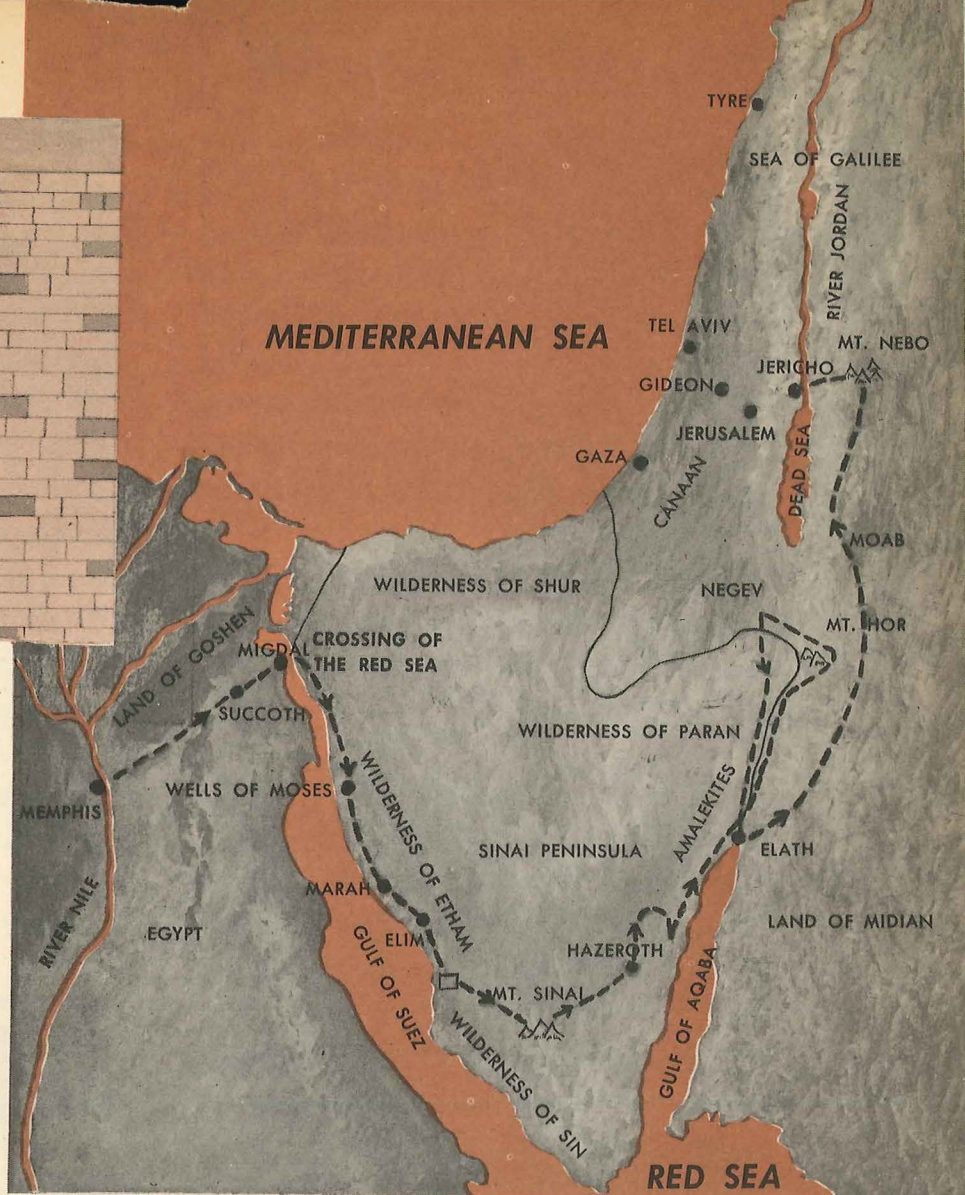 TYRE
SEA OF GALILEE
RIVER JORDAN
MEDITERRANEAN SEA
TEL AVIV
MT. NEBO
JERICHO
GIDEON
JERUSALEM
GAZA
CANAAN
DEAD SEA
MOAB
WILDERNESS OF SHUR
NEGEV
MT. HOR
LAND OF GOSHEN
MIGDAL
CROSSING OF
THE RED SEA
SUCCOTH
WILDERNESS OF PARAN
WELLS OF MOSES
WILDERNESS OF ETHAM
MEMPHIS
AMALEKITES
SINAI PENINSULA
ELATH
MARAH
RIVER NILE
EGYPT
ELIM
LAND OF MIDIAN
HAZEROTH
GULF OF SUEZ
MT. SINAI
GULF OF AQABA
WILDERNESS OF SIN
RED SEA